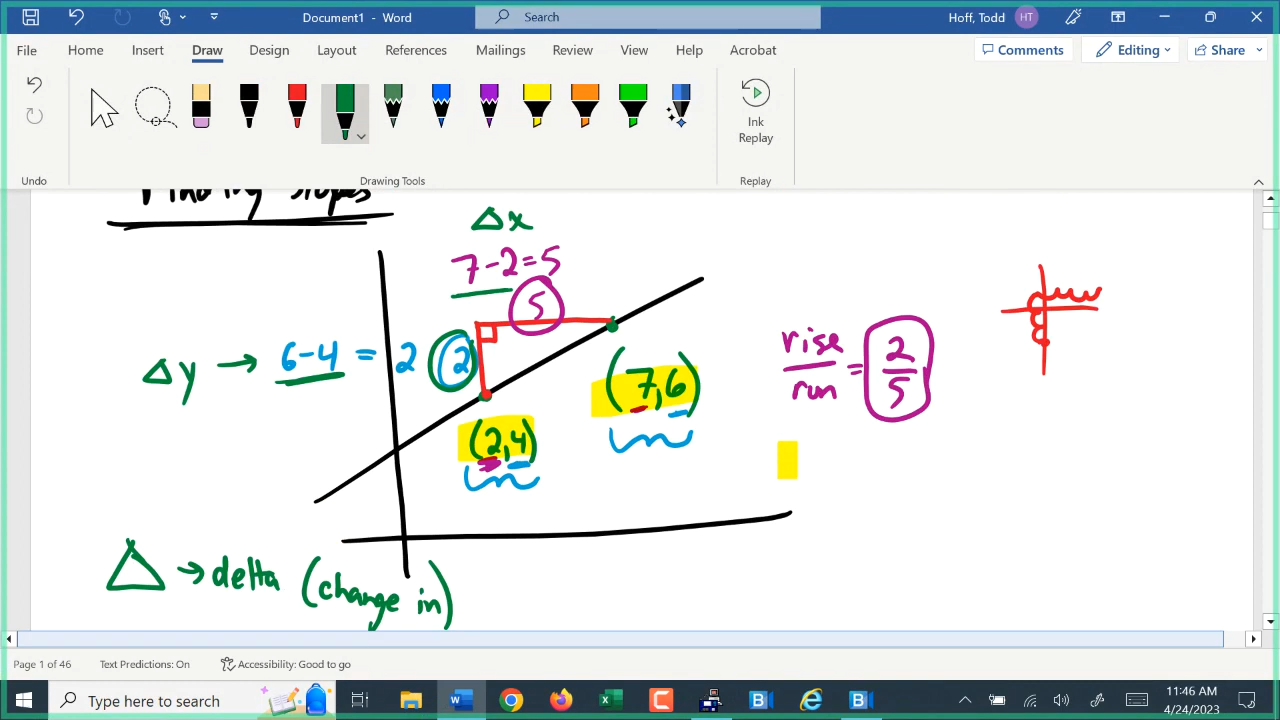 Document1 • Word
Search
Hoff, Todd
HT
File
Home
Insert
Draw
Design
Layout
References
Mailings
Review
View
Help
Acrobat
Comments
Editing
Share
Ink
Replay
Undo
Drawing Tools
Replay
Finding slopes
Δx
7-2=5
5
Δy → 6-4 = 2
2
(7,6)
(2,4)
rise/run = 2/5
Δ → delta (change in)
Page 1 of 46
Text Predictions: On
Accessibility: Good to go
Type here to search
11:46 AM
4/24/2023